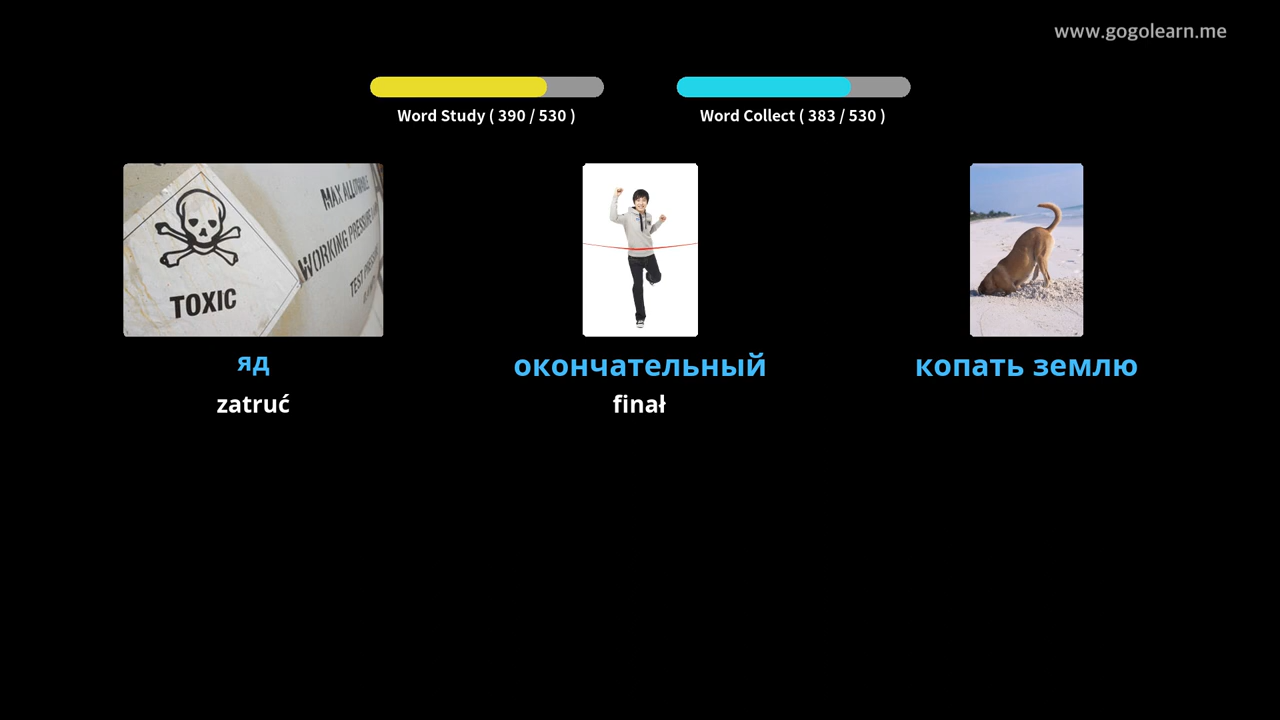 www.gogolearn.me
Word Study ( 390 / 530 )
Word Collect ( 383 / 530 )
MAX ALLOWABLE
WORKING PRESSURE
TEST
TOXIC
яд
окончательный
копать землю
zatruć
finał